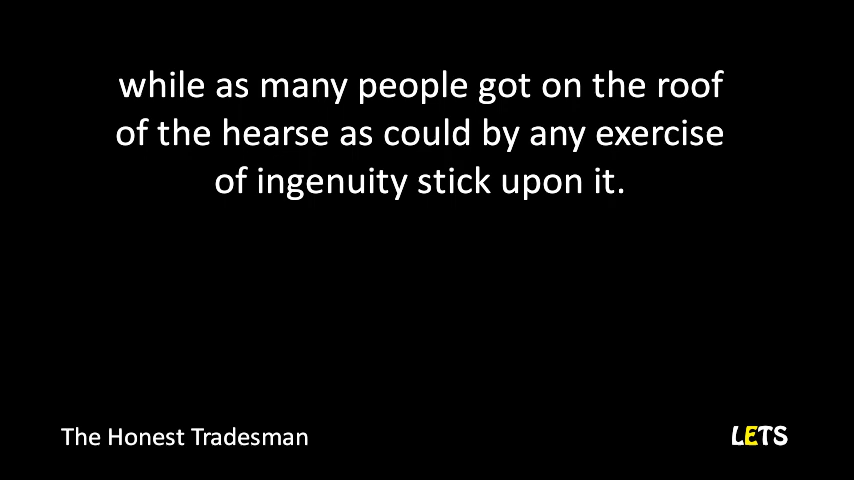 while as many people got on the roof
of the hearse as could by any exercise
of ingenuity stick upon it.
The Honest Tradesman
LETS